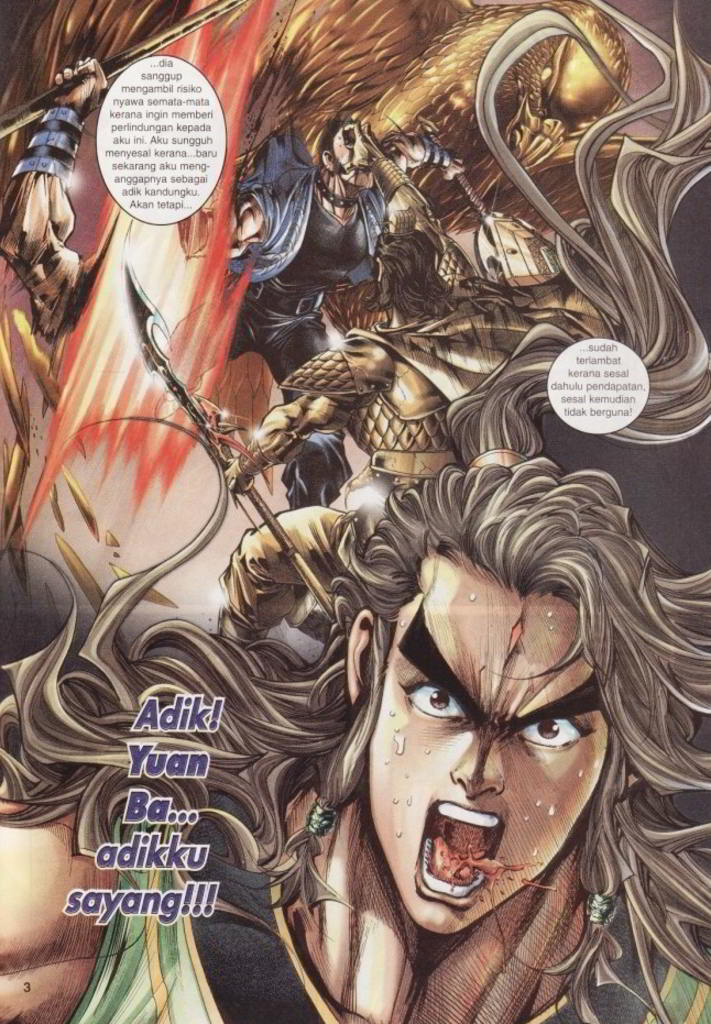 ...dia
sanggup
mengambil risiko
nyawa semata-mata
kerana ingin memberi
perlindungan kepada
aku ini. Aku sungguh
menyesal kerana...baru
sekarang aku meng-
anggapnya sebagai
adik kandungku.
Akan tetapi...
...sudah
terlambat
kerana sesal
dahulu pendapatan,
sesal kemudian
tidak berguna!
Adik!
Yuan
Ba...
adikku
sayang!!!
3